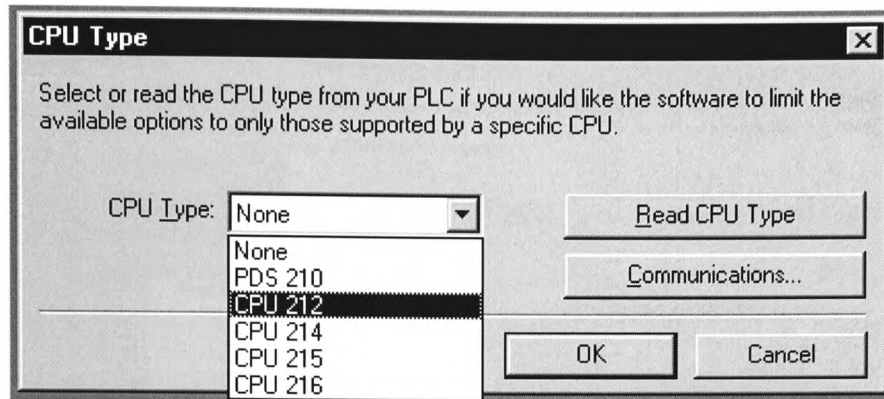 CPU Type
Select or read the CPU type from your PLC if you would like the software to limit the
available options to only those supported by a specific CPU.
CPU Type: None
Read CPU Type
None
PDS 210
Communications...
CPU 212
CPU 214
CPU 215
OK
Cancel
CPU 216